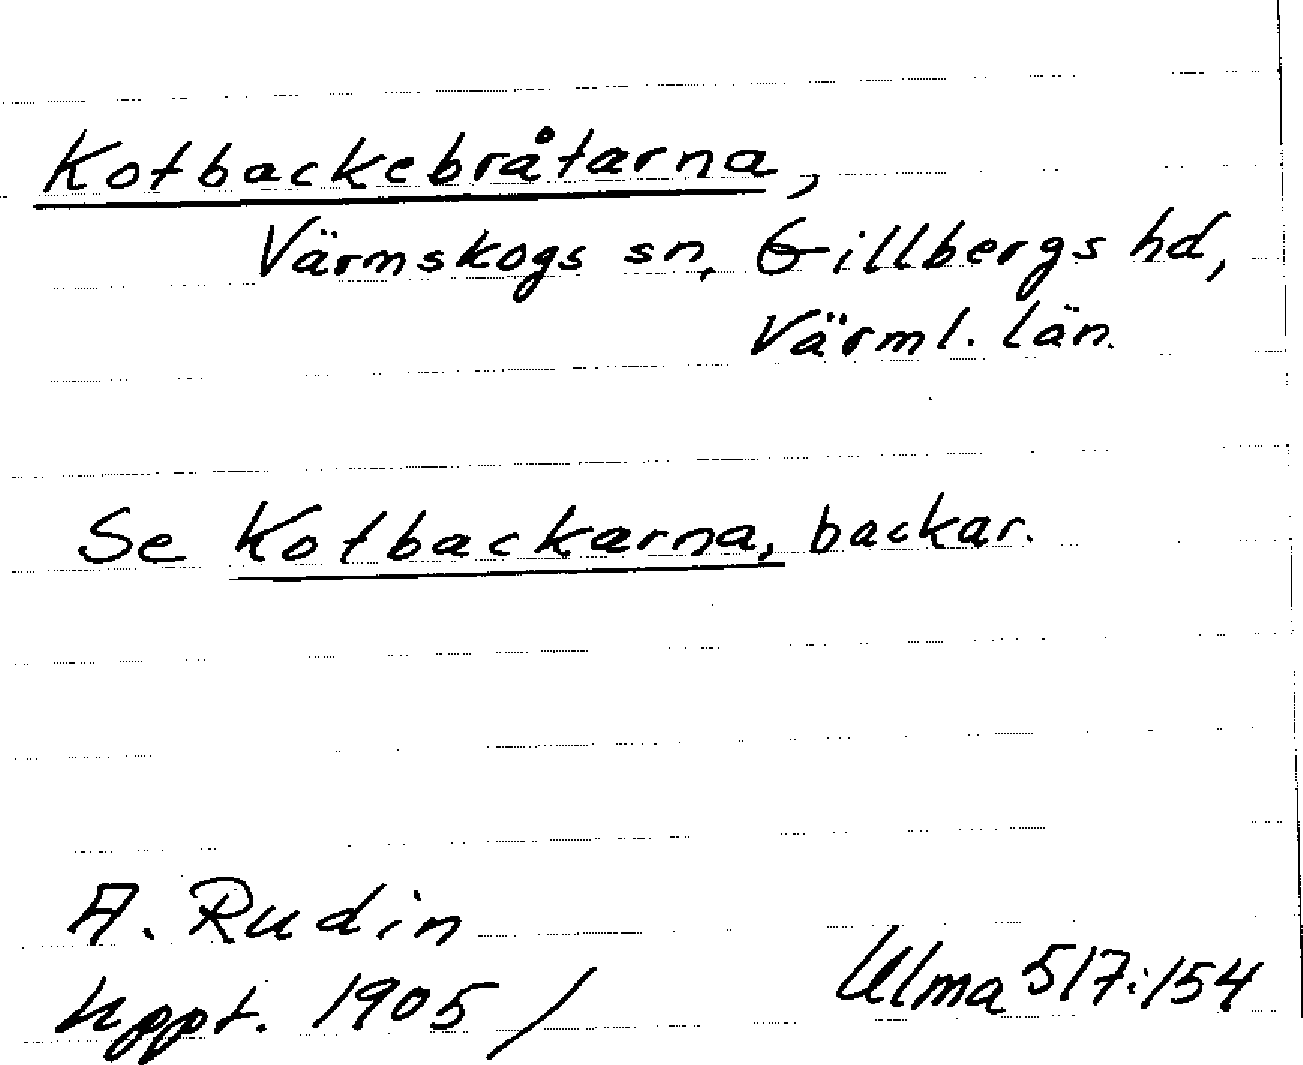 Kotbackebråtarna,
Värmskogs sn, Gillbergs hd,
Värml. län.
Se Kotbackarna, backar.
A. Rudin
Uppt. 1905 /
Ulma 517:154